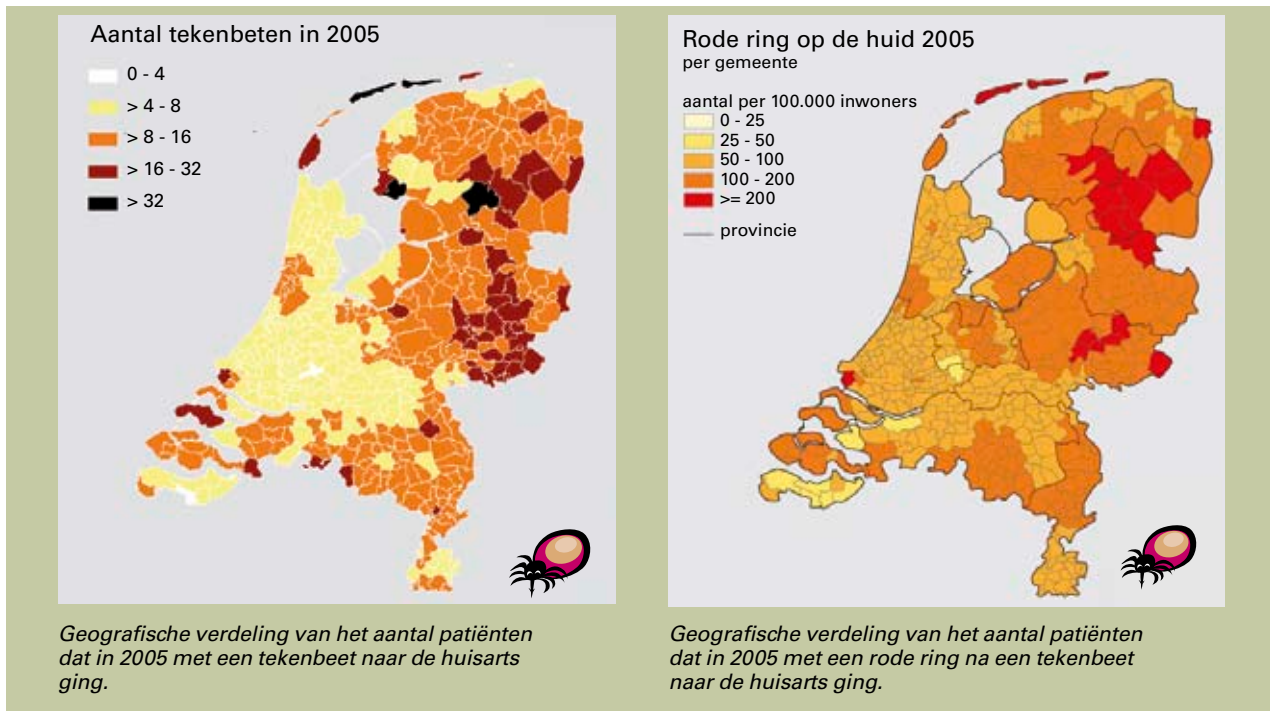 Aantal tekenbeten in 2005
0 - 4
> 4 - 8
> 8 - 16
> 16 - 32
> 32
Geografische verdeling van het aantal patiënten
dat in 2005 met een tekenbeet naar de huisarts
ging.
Rode ring op de huid 2005
per gemeente
aantal per 100.000 inwoners
0 - 25
25 - 50
50 - 100
100 - 200
>= 200
provincie
Geografische verdeling van het aantal patiënten
dat in 2005 met een rode ring na een tekenbeet
naar de huisarts ging.